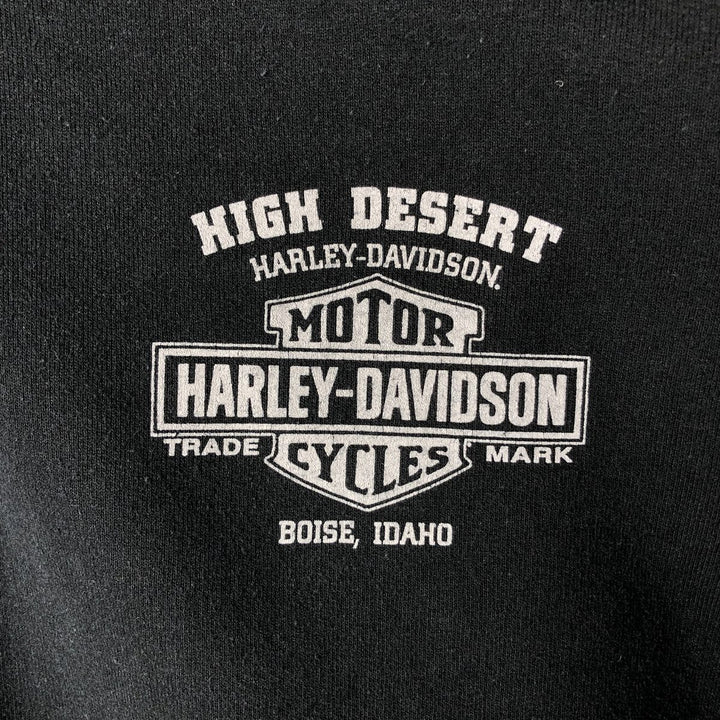 HIGH DESERT
HARLEY-DAVIDSON.
MOTOR
HARLEY-DAVIDSON
TRADE MARK
CYCLES
BOISE, IDAHO